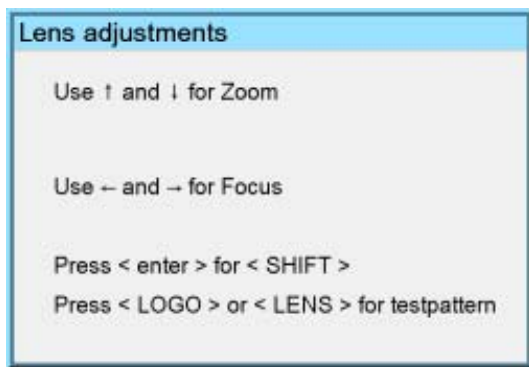 Lens adjustments
Use ↑ and ↓ for Zoom
Use ← and → for Focus
Press < enter > for < SHIFT >
Press < LOGO > or < LENS > for testpattern